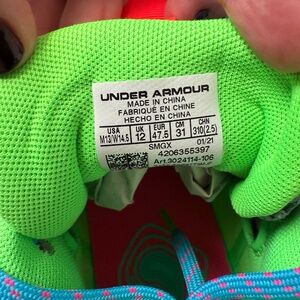 UNDER ARMOUR
MADE IN CHINA
FABRIQUÉ EN CHINE
HECHO EN CHINA
USA UK EUR CM CHN
M13/W14.5 12 47.5 31 310(2.5)
SMGX 01/21
4206355397
Art.3024114-106